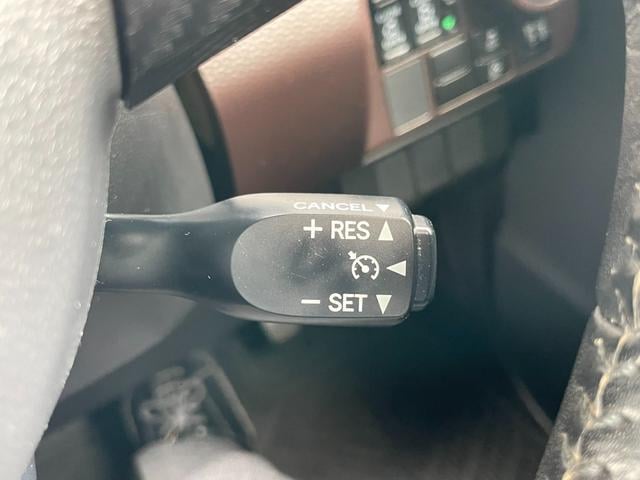 CANCEL▼
+ RES ▲
◀
− SET ▼